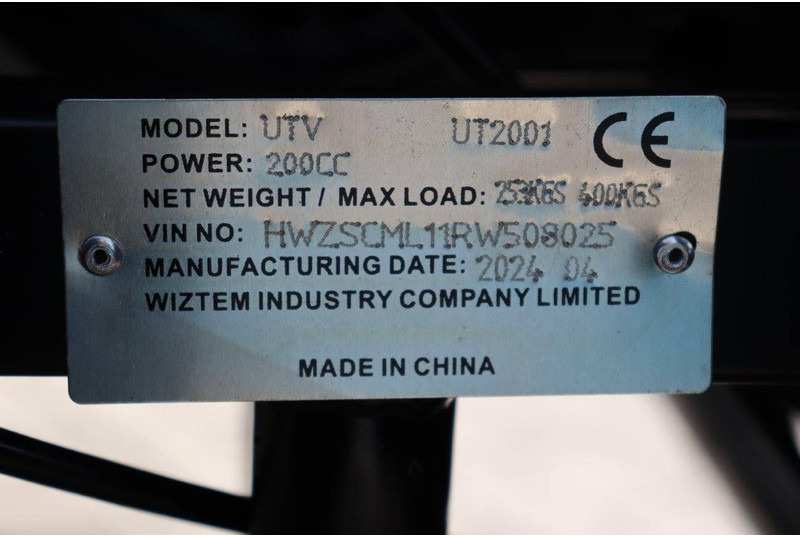 MODEL: UTV UT2001 CE
POWER: 200CC
NET WEIGHT / MAX LOAD: 253KGS 400KGS
VIN NO: HWZSCML11RW508025
MANUFACTURING DATE: 2024 04
WIZTEM INDUSTRY COMPANY LIMITED
MADE IN CHINA